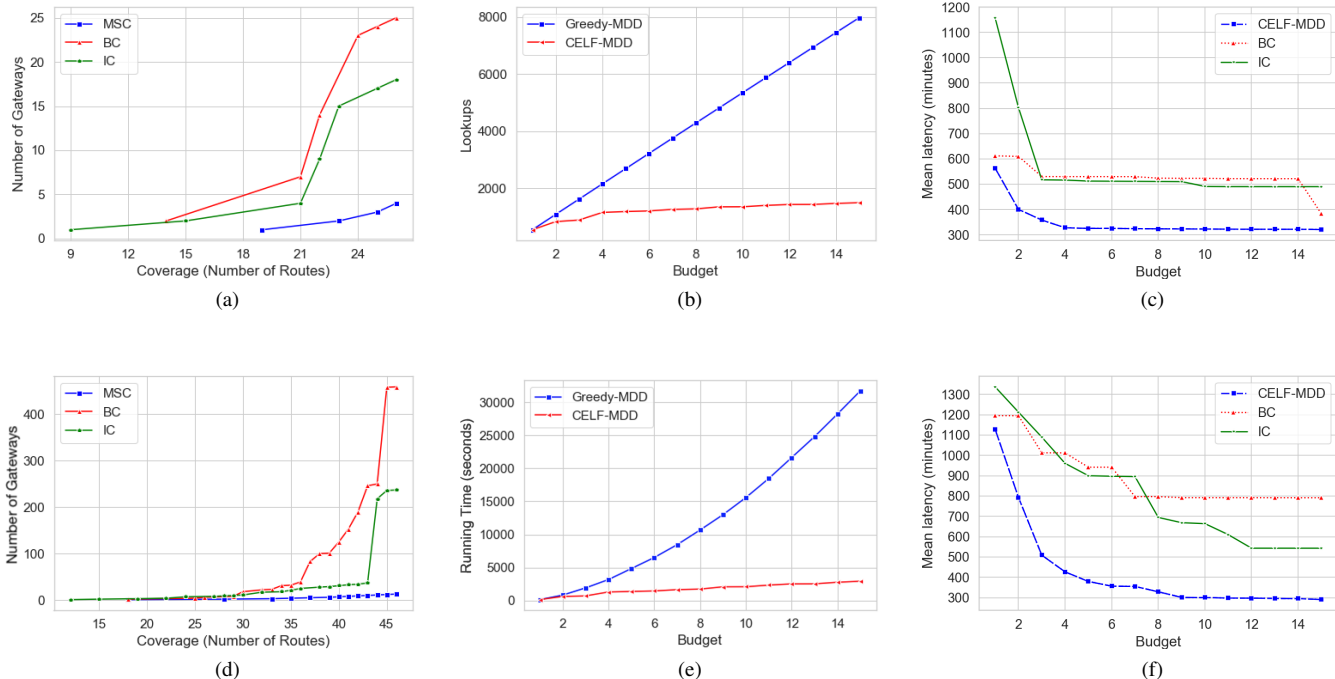 25
20
15
10
5
0
Number of Gateways
MSC
BC
IC
9
12
15
18
21
24
Coverage (Number of Routes)
(a)
8000
6000
4000
2000
Lookups
Greedy-MDD
CELF-MDD
2
4
6
8
10
12
14
Budget
(b)
1200
1100
1000
900
800
700
600
500
400
300
Mean latency (minutes)
CELF-MDD
BC
IC
2
4
6
8
10
12
14
Budget
(c)
400
300
200
100
0
Number of Gateways
MSC
BC
IC
15
20
25
30
35
40
45
Coverage (Number of Routes)
(d)
30000
25000
20000
15000
10000
5000
0
Running Time (seconds)
Greedy-MDD
CELF-MDD
2
4
6
8
10
12
14
Budget
(e)
1300
1200
1100
1000
900
800
700
600
500
400
300
Mean latency (minutes)
CELF-MDD
BC
IC
2
4
6
8
10
12
14
Budget
(f)